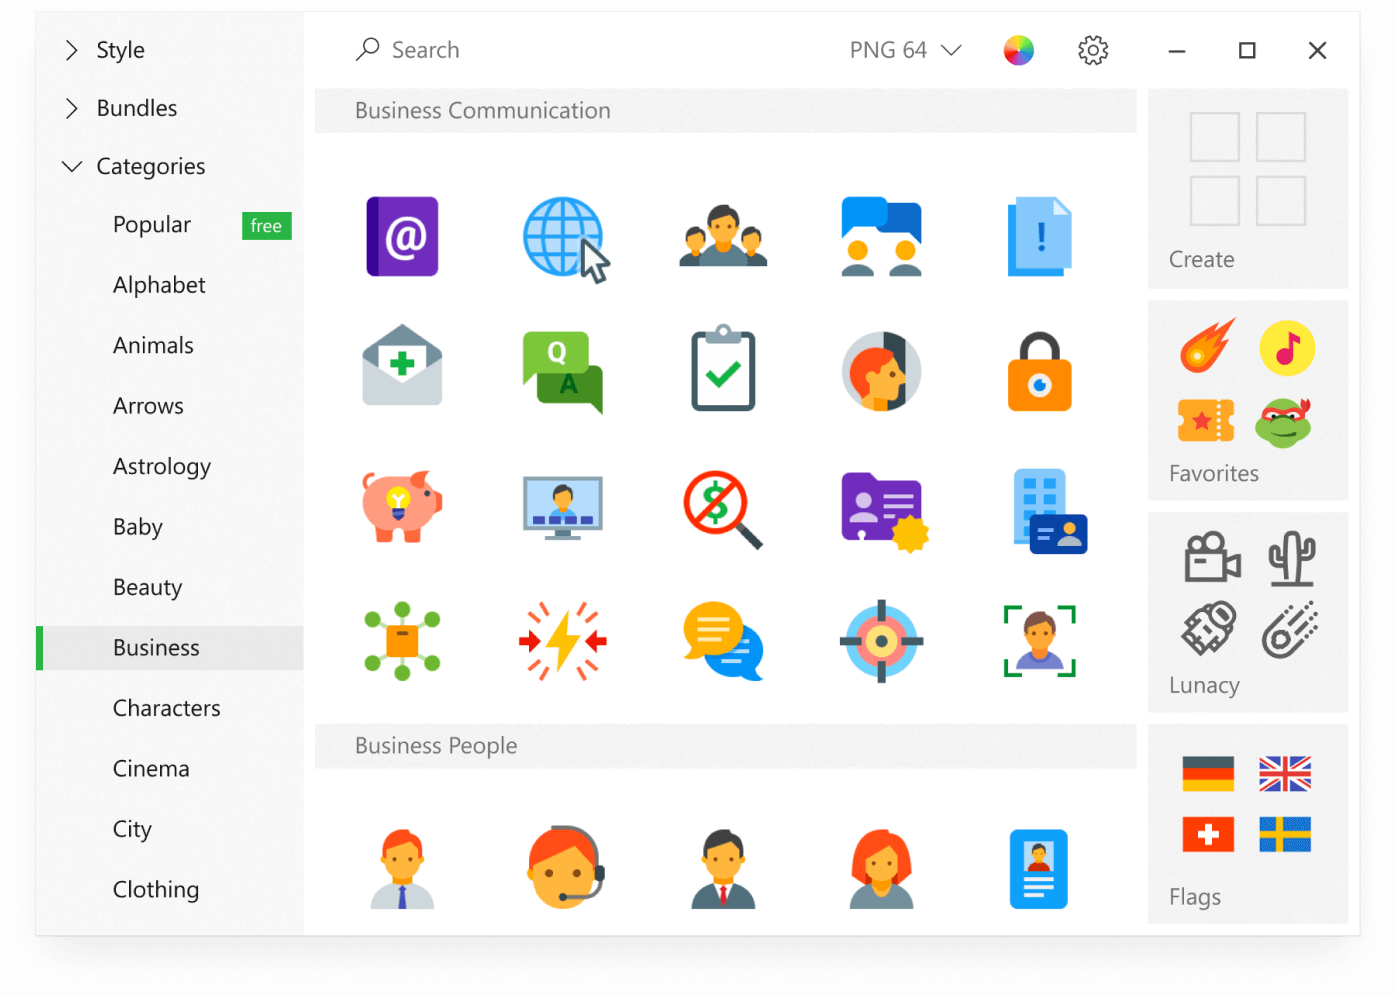 Style
Bundles
Categories
Popular
free
Alphabet
Animals
Arrows
Astrology
Baby
Beauty
Business
Characters
Cinema
City
Clothing
Search
PNG 64
Business Communication
@
!
Q
A
$
Business People
Create
Favorites
Lunacy
Flags